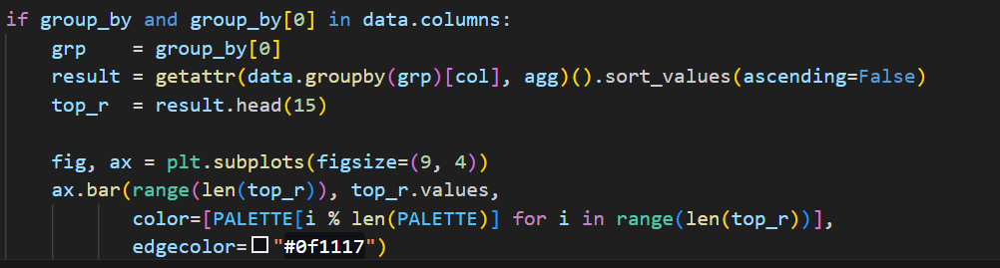 if group_by and group_by[0] in data.columns:
    grp    = group_by[0]
    result = getattr(data.groupby(grp)[col], agg)().sort_values(ascending=False)
    top_r  = result.head(15)

    fig, ax = plt.subplots(figsize=(9, 4))
    ax.bar(range(len(top_r)), top_r.values,
           color=[PALETTE[i % len(PALETTE)] for i in range(len(top_r))],
           edgecolor="#0f1117")